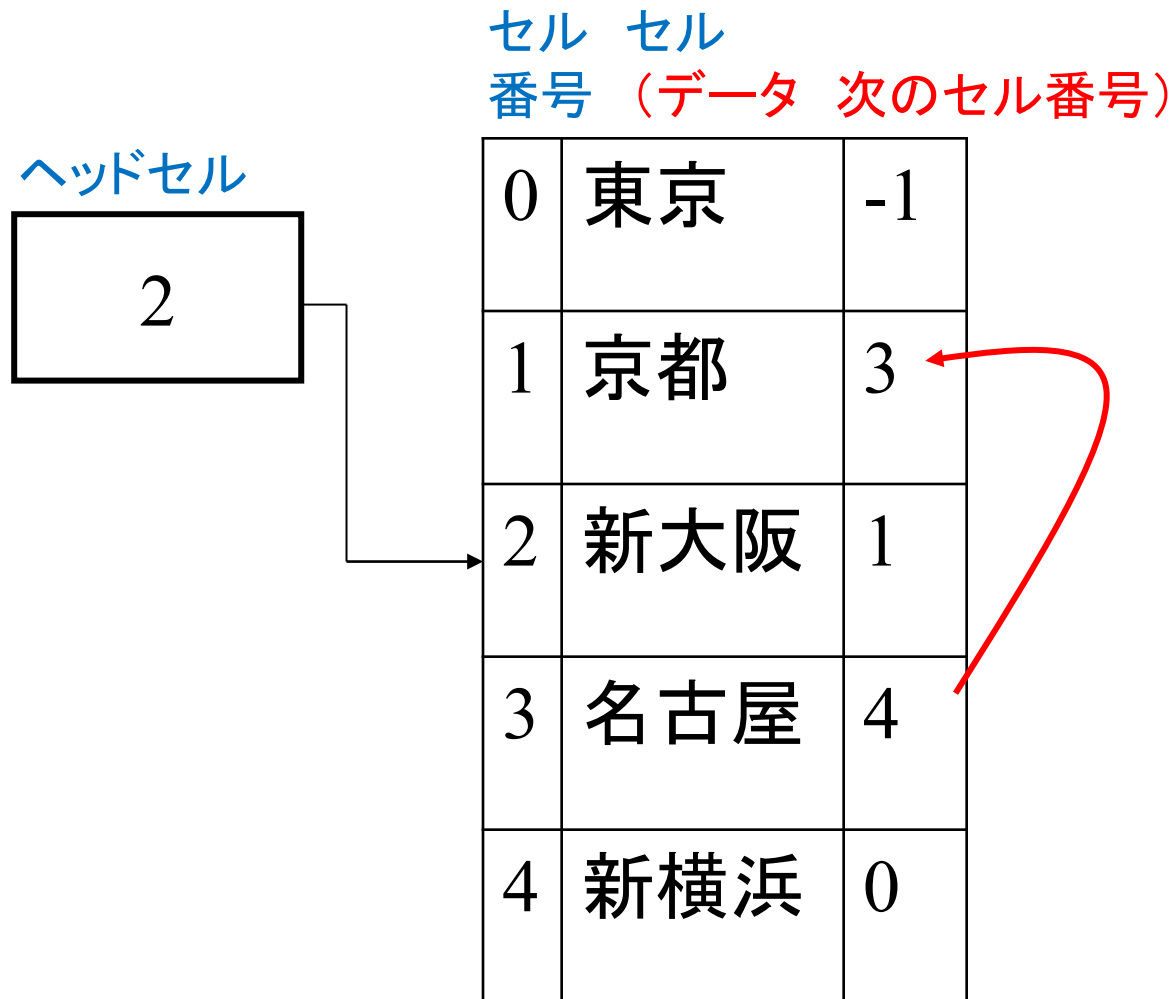 セル セル
番号 （データ 次のセル番号）
ヘッドセル
2
0 東京 -1
1 京都 3
2 新大阪 1
3 名古屋 4
4 新横浜 0